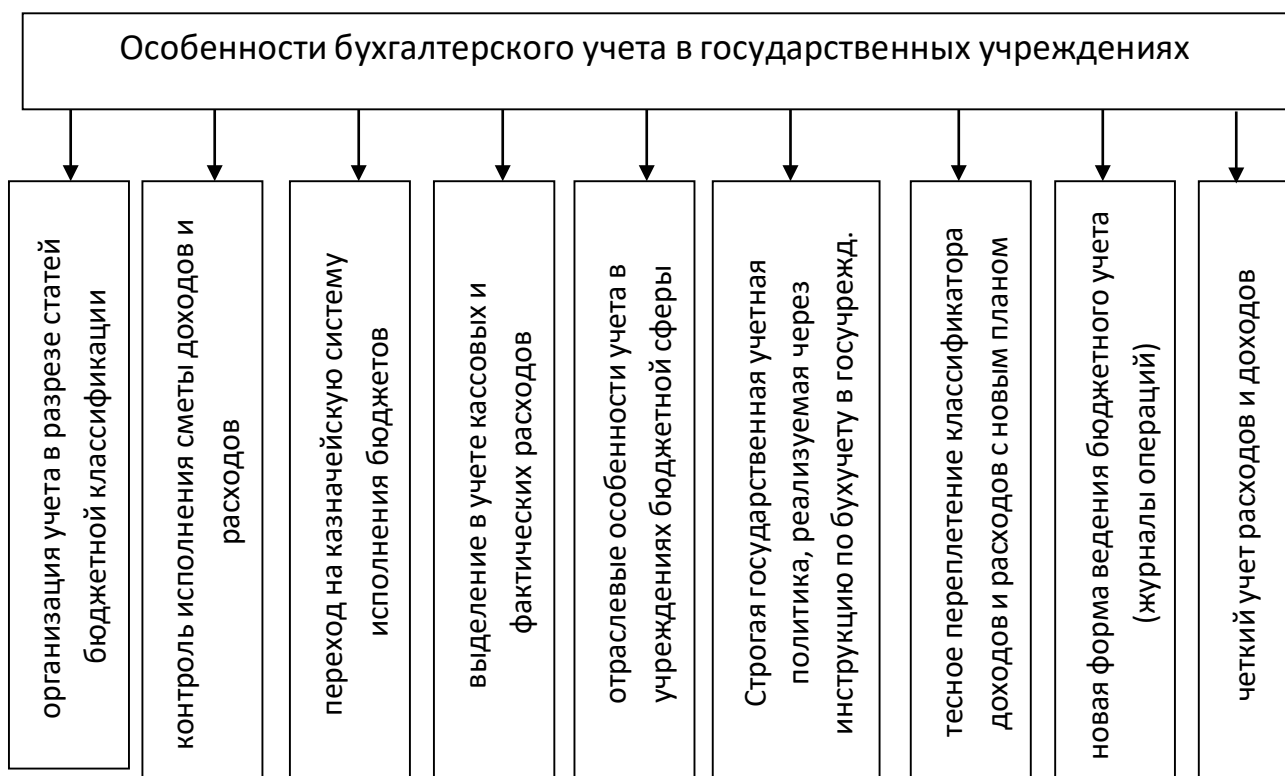 Особенности бухгалтерского учета в государственных учреждениях
организация учета в разрезе статей
бюджетной классификации
контроль исполнения сметы доходов и
расходов
переход на казначейскую систему
исполнения бюджетов
выделение в учете кассовых и
фактических расходов
отраслевые особенности учета в
учреждениях бюджетной сферы
Строгая государственная учетная
политика, реализуемая через
инструкцию по бухучету в госучрежд.
тесное переплетение классификатора
доходов и расходов с новым планом
новая форма ведения бюджетного учета
(журналы операций)
четкий учет расходов и доходов